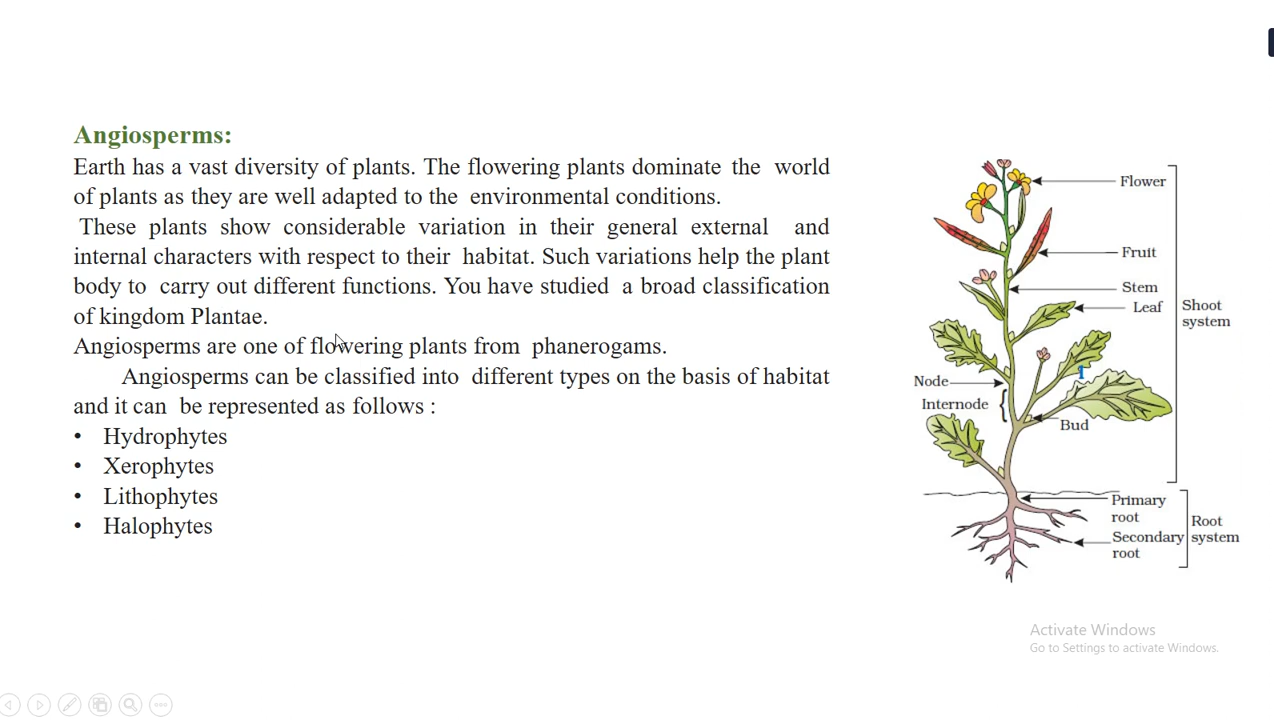 Angiosperms:
Earth has a vast diversity of plants. The flowering plants dominate the world
of plants as they are well adapted to the environmental conditions.
These plants show considerable variation in their general external and
internal characters with respect to their habitat. Such variations help the plant
body to carry out different functions. You have studied a broad classification
of kingdom Plantae.
Angiosperms are one of flowering plants from phanerogams.
Angiosperms can be classified into different types on the basis of habitat
and it can be represented as follows :
• Hydrophytes
• Xerophytes
• Lithophytes
• Halophytes
Flower
Fruit
Stem
Leaf
Shoot
system
Node
Internode
Bud
Primary
root
Secondary
root
Root
system
Activate Windows
Go to Settings to activate Windows.